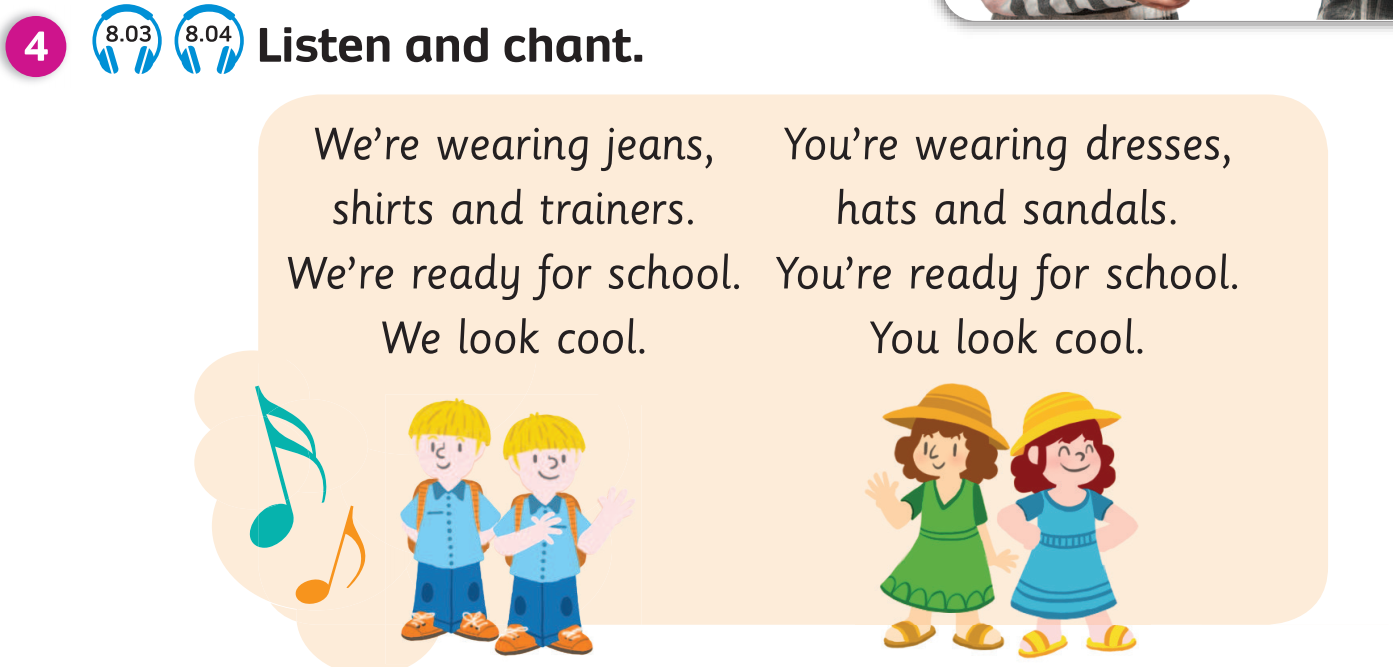 4 8.03 8.04 Listen and chant.
We're wearing jeans,
shirts and trainers.
We're ready for school.
We look cool.
You're wearing dresses,
hats and sandals.
You're ready for school.
You look cool.